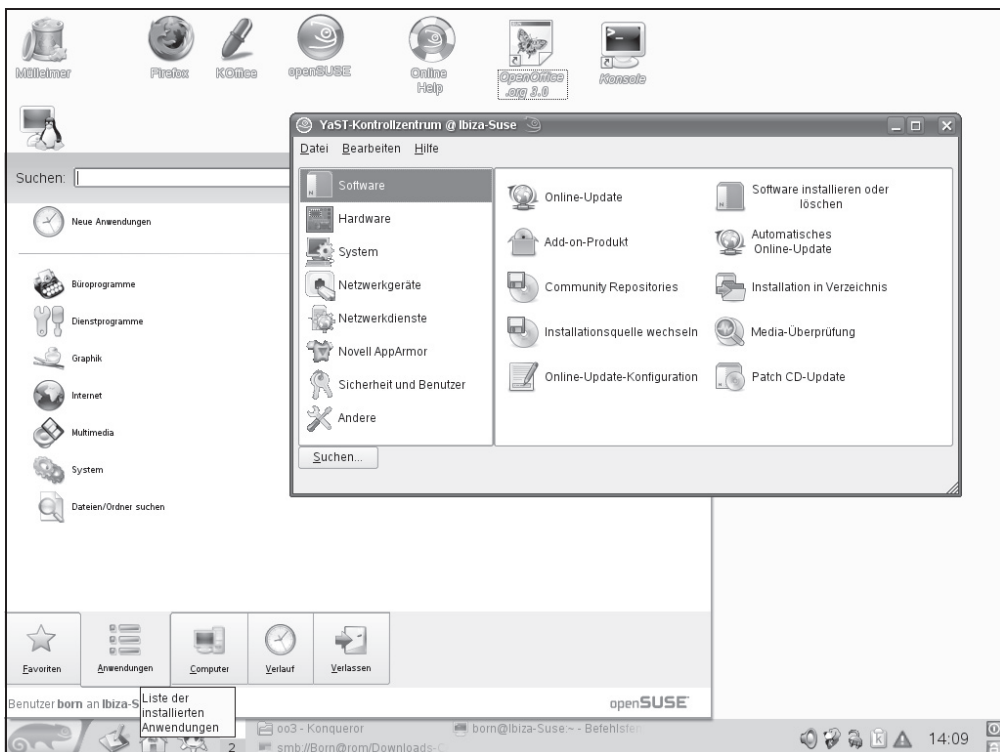 Mülleimer
Firefox
KOffice
openSUSE
Online
Help
OpenOffice
.org 3.0
Konsole
YaST-Kontrollzentrum @ Ibiza-Suse
Datei Bearbeiten Hilfe
Suchen:
Neue Anwendungen
Büroprogramme
Dienstprogramme
Graphik
Internet
Multimedia
System
Dateien/Ordner suchen
Software
Hardware
System
Netzwerkgeräte
Netzwerkdienste
Novell AppArmor
Sicherheit und Benutzer
Andere
Suchen...
Online-Update
Software installieren oder
löschen
Add-on-Produkt
Automatisches
Online-Update
Community Repositories
Installation in Verzeichnis
Installationsquelle wechseln
Media-Überprüfung
Online-Update-Konfiguration
Patch CD-Update
Favoriten
Anwendungen
Computer
Verlauf
Verlassen
Benutzer born an Ibiza-S
openSUSE
Liste der
installierten
Anwendungen
2
oo3 - Konqueror
born@Ibiza-Suse:~ - Befehlsfen
smb://Born@rom/Downloads-C
14:09